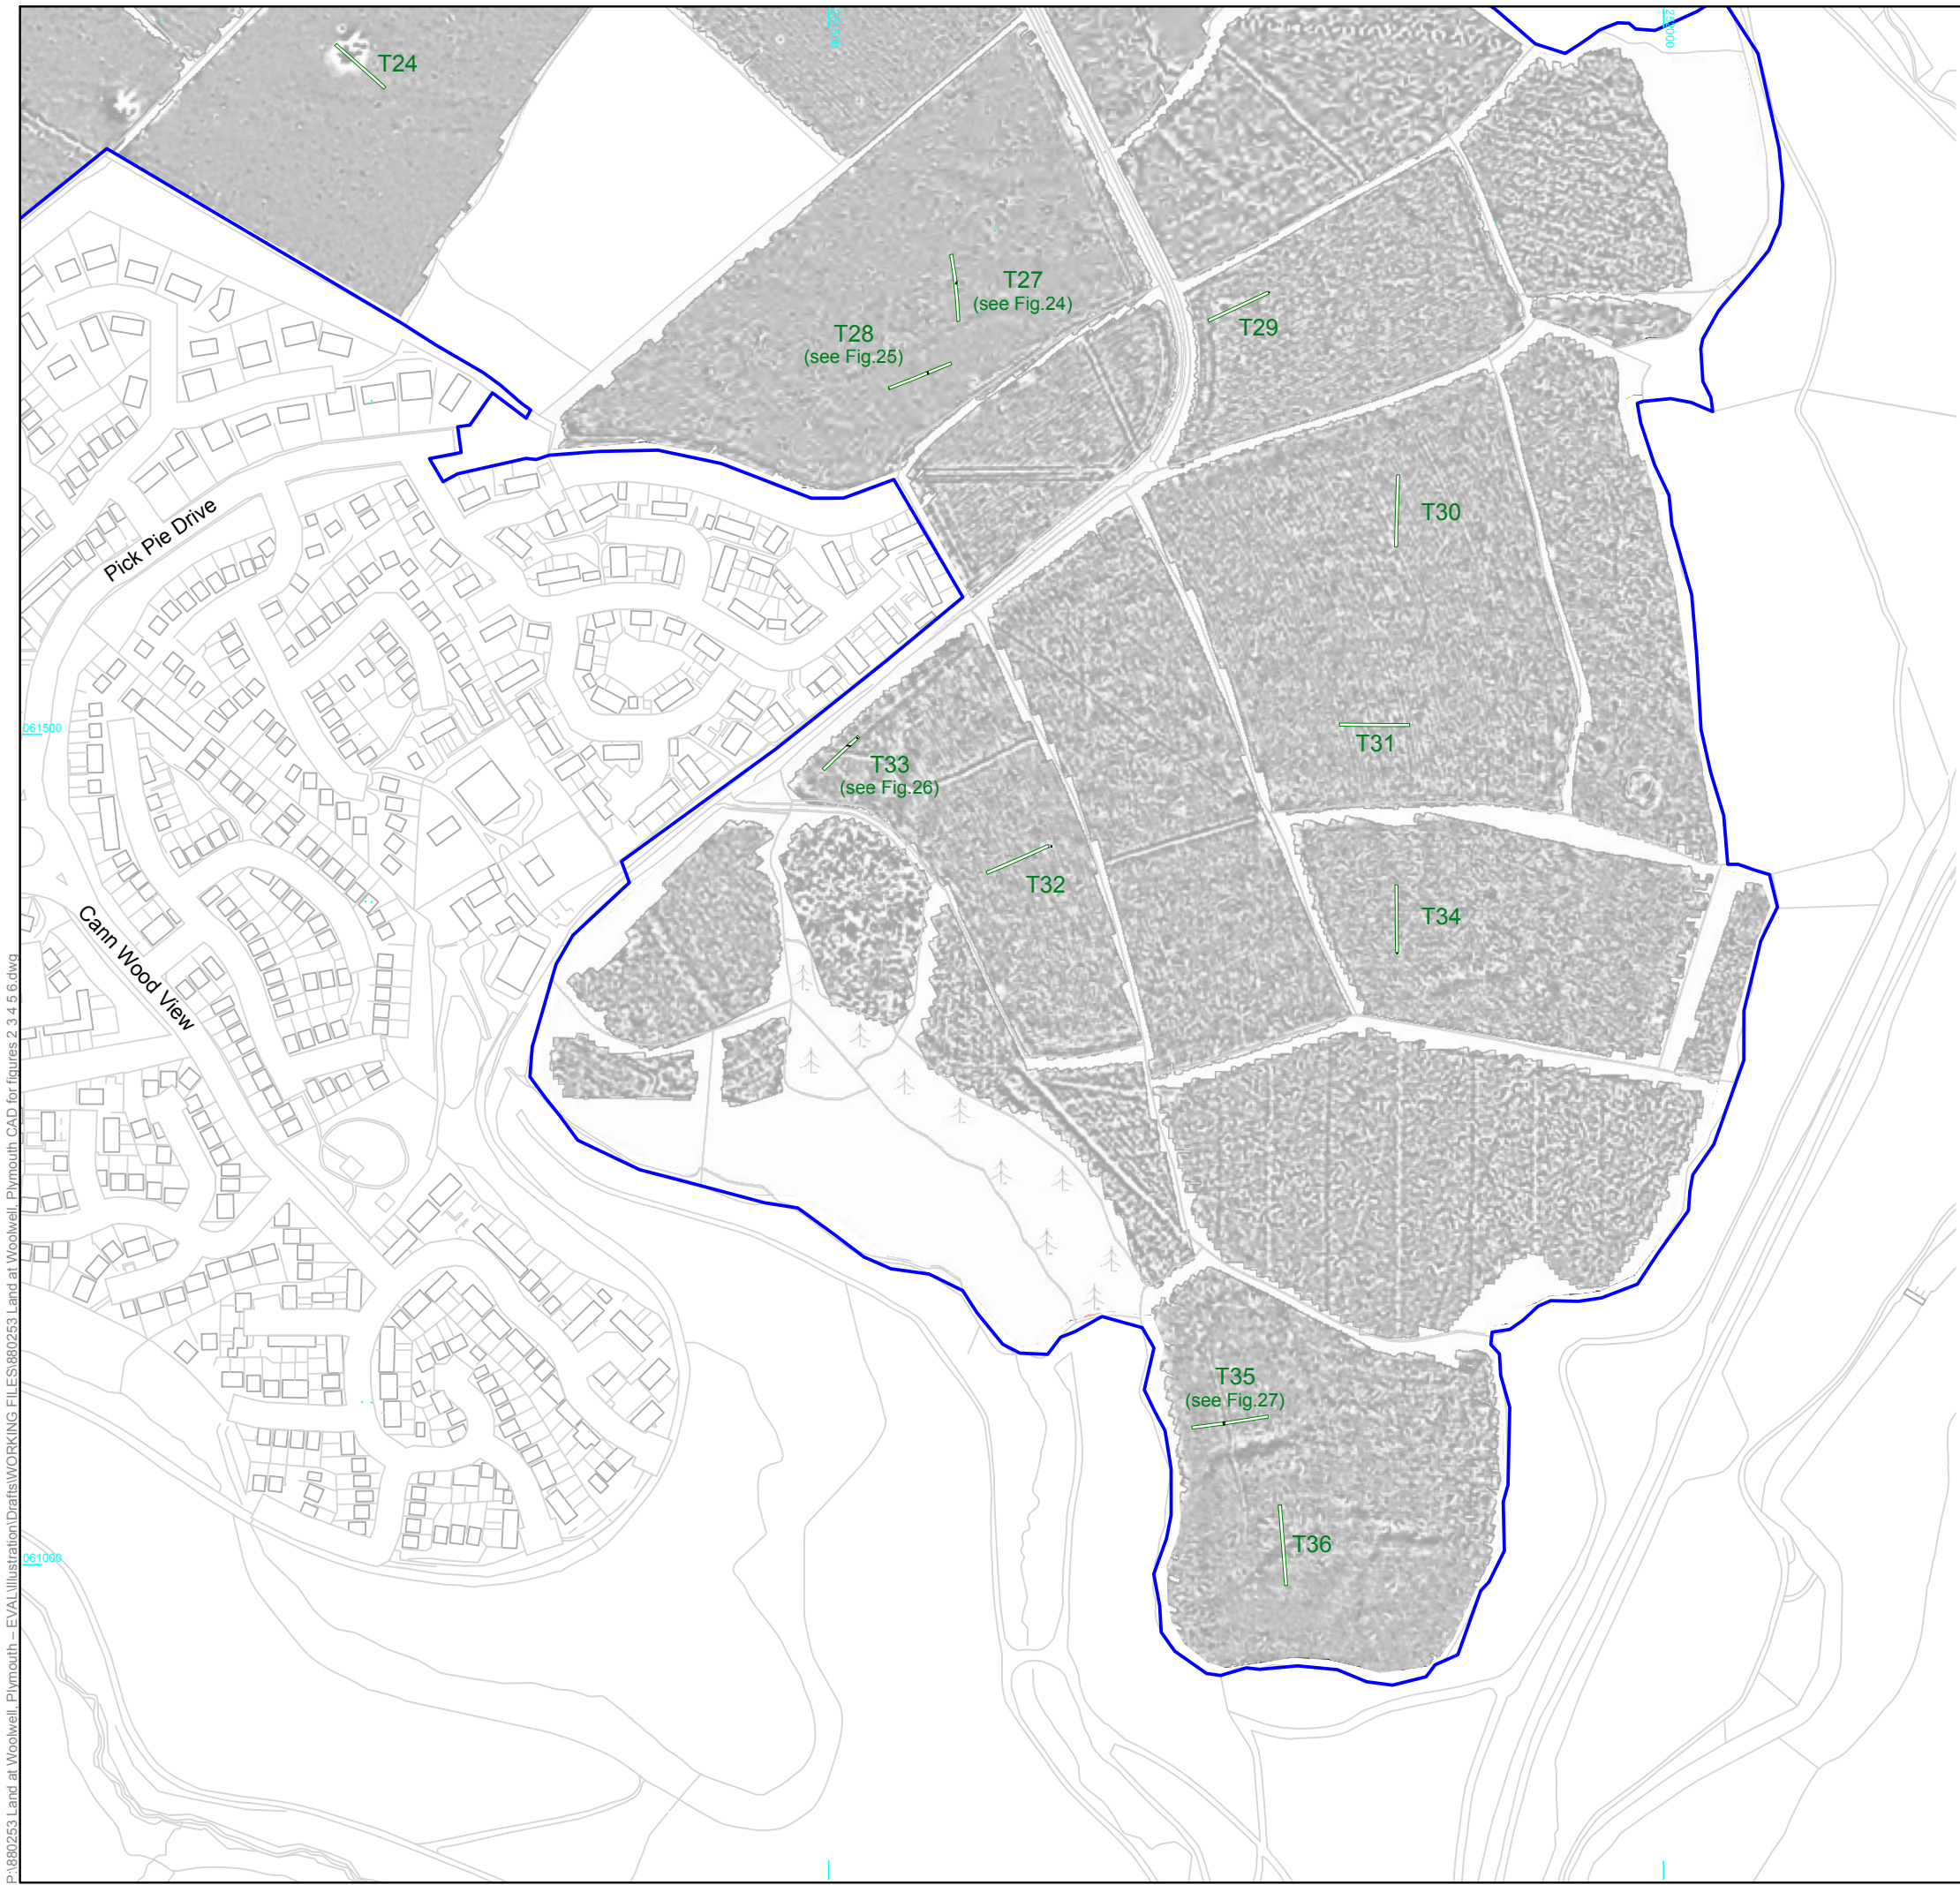 T24
T27
(see Fig.24)
T28
(see Fig.25)
T29
T30
Pick Pie Drive
061500
T31
T33
(see Fig.26)
T32
T34
Cann Wood View
T35
(see Fig.27)
T36
061000
P:\880253 Land at Woolwell, Plymouth – EVAL\Illustration\Drafts\WORKING FILES\880253 Land at Woolwell, Plymouth CAD for figures 2 3 4 5 6.dwg